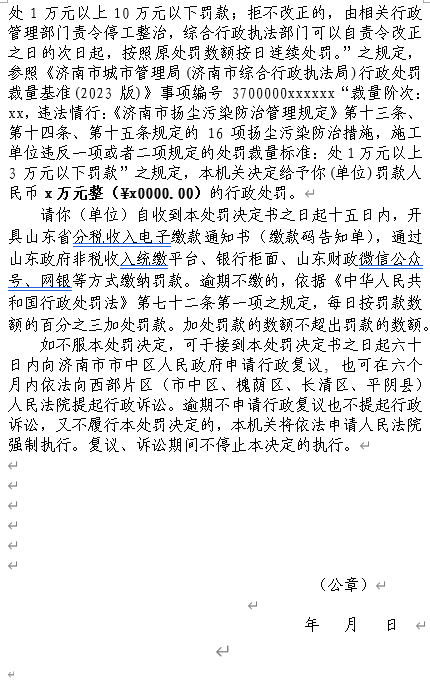 处 1 万元以上 10 万元以下罚款；拒不改正的，由相关行政
管理部门责令停工整治，综合行政执法部门可以自责令改正
之日的次日起，按照原处罚数额按日连续处罚。”之规定，
参照《济南市城市管理局(济南市综合行政执法局)行政处罚
裁量基准(2023 版)》事项编号 3700000xxxxxx“裁量阶次：
xx，违法情行：《济南市扬尘污染防治管理规定》第十三条、
第十四条、第十五条规定的 16 项扬尘污染防治措施，施工
单位违反一项或者二项规定的处罚裁量标准：处 1 万元以上
3 万元以下罚款”之规定，本机关决定给予你(单位)罚款人
民币 x 万元整（¥x0000.00）的行政处罚。
请你（单位）自收到本处罚决定书之日起十五日内，开
具山东省分税收入电子缴款通知书（缴款码告知单），通过
山东政府非税收入统缴平台、银行柜面、山东财政微信公众
号、网银等方式缴纳罚款。逾期不缴的，依据《中华人民共
和国行政处罚法》第七十二条第一项之规定，每日按罚款数
额的百分之三加处罚款。加处罚款的数额不超出罚款的数额。
如不服本处罚决定，可于接到本处罚决定书之日起六十
日内向济南市市中区人民政府申请行政复议，也可在六个
月内依法向西部片区（市中区、槐荫区、长清区、平阴县）
人民法院提起行政诉讼。逾期不申请行政复议也不提起行政
诉讼，又不履行本处罚决定的，本机关将依法申请人民法院
强制执行。复议、诉讼期间不停止本决定的执行。
（公章）
年 月 日